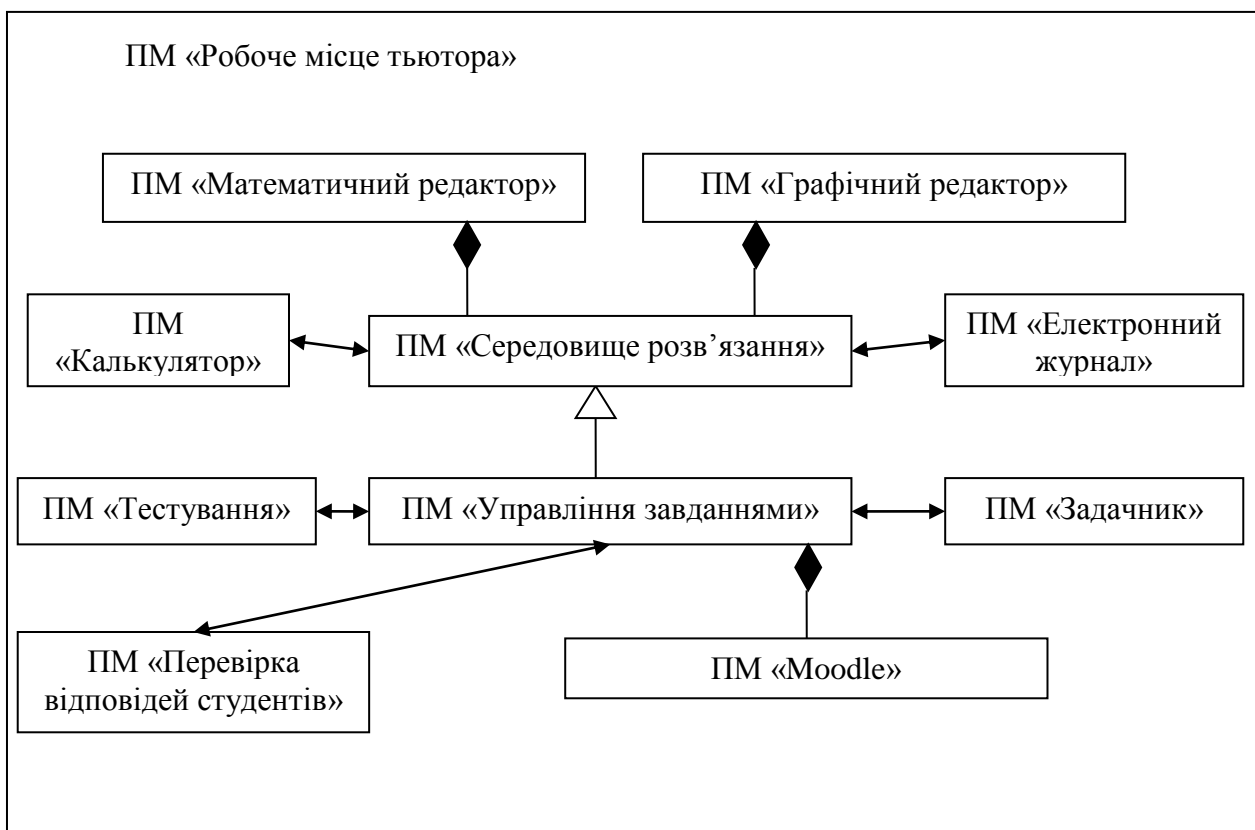 ПМ «Робоче місце тьютора»
ПМ «Математичний редактор»
ПМ «Графічний редактор»
ПМ
«Калькулятор»
ПМ «Середовище розв’язання»
ПМ «Електронний
журнал»
ПМ «Тестування»
ПМ «Управління завданнями»
ПМ «Задачник»
ПМ «Перевірка
відповідей студентів»
ПМ «Moodle»